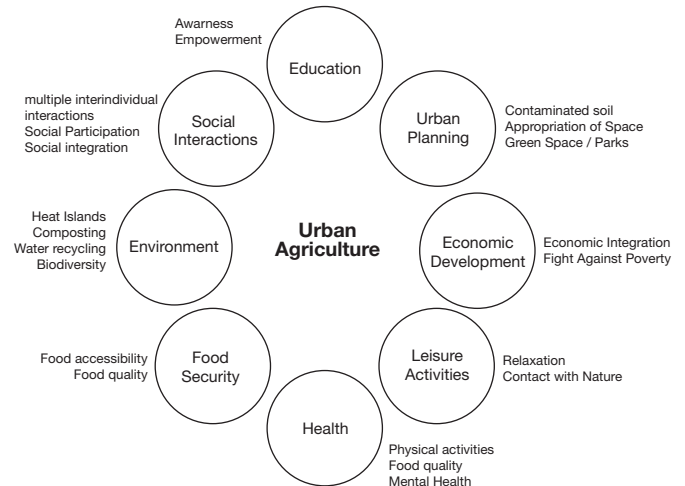 Awarness
Empowerment
Education
multiple interindividual
interactions
Social Participation
Social integration
Social
Interactions
Urban
Planning
Contaminated soil
Appropriation of Space
Green Space / Parks
Heat Islands
Composting
Water recycling
Biodiversity
Environment
Urban
Agriculture
Economic
Development
Economic Integration
Fight Against Poverty
Food accessibility
Food quality
Food
Security
Leisure
Activities
Relaxation
Contact with Nature
Health
Physical activities
Food quality
Mental Health